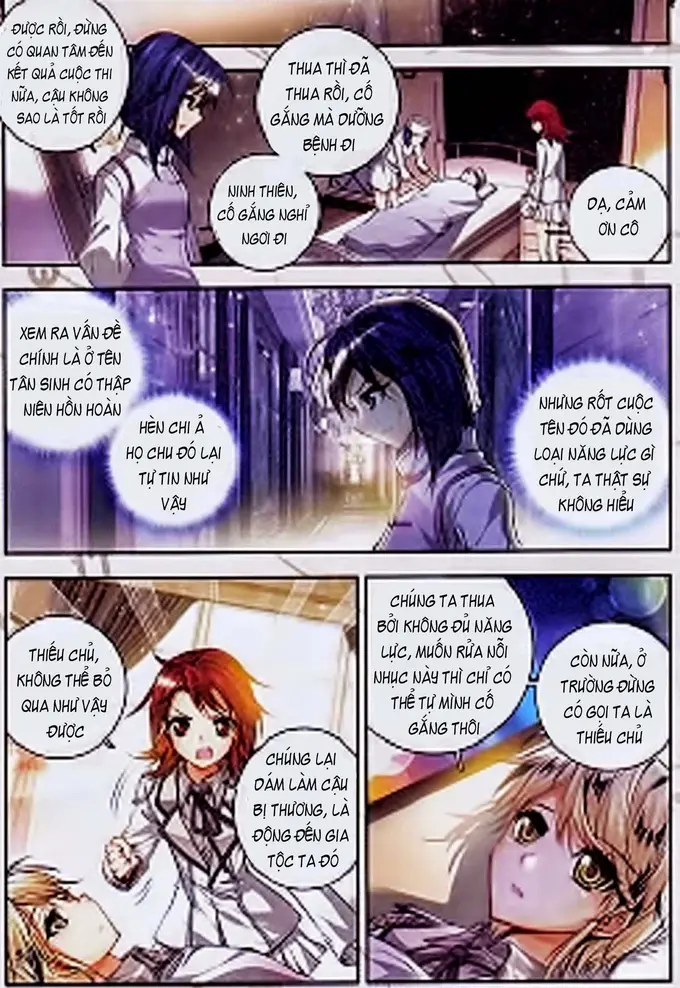 ĐƯỢC RỒI, ĐỪNG
CÓ QUAN TÂM ĐẾN
KẾT QUẢ CUỘC THI
NỮA, CẬU KHÔNG
SAO LÀ TỐT RỒI
THUA THÌ ĐÃ
THUA RỒI, CỐ
GẮNG MÀ DƯỠNG
BỆNH ĐI
NINH THIÊN,
CỐ GẮNG NGHỈ
NGƠI ĐI
DẠ, CẢM
ƠN CÔ
XEM RA VẤN ĐỀ
CHÍNH LÀ Ở TÊN
TÂN SINH CÓ THẬP
NIÊN HỒN HOÀN
HÈN CHI Ả
HỌ CHU ĐÓ LẠI
TỰ TIN NHƯ
VẬY
NHƯNG RỐT CUỘC
TÊN ĐÓ ĐÃ DÙNG
LOẠI NĂNG LỰC GÌ
CHỨ, TA THẬT SỰ
KHÔNG HIỂU
THIẾU CHỦ,
KHÔNG THỂ BỎ
QUA NHƯ VẬY
ĐƯỢC
CHÚNG LẠI
DÁM LÀM CẬU
BỊ THƯƠNG, LÀ
ĐỘNG ĐẾN GIA
TỘC TA ĐÓ
CHÚNG TA THUA
BỞI KHÔNG ĐỦ NĂNG
LỰC, MUỐN RỬA NỖI
NHỤC NÀY THÌ CHỈ CÓ
THỂ TỰ MÌNH CỐ
GẮNG THÔI
CÒN NỮA, Ở
TRƯỜNG ĐỪNG
CÓ GỌI TA LÀ
THIẾU CHỦ